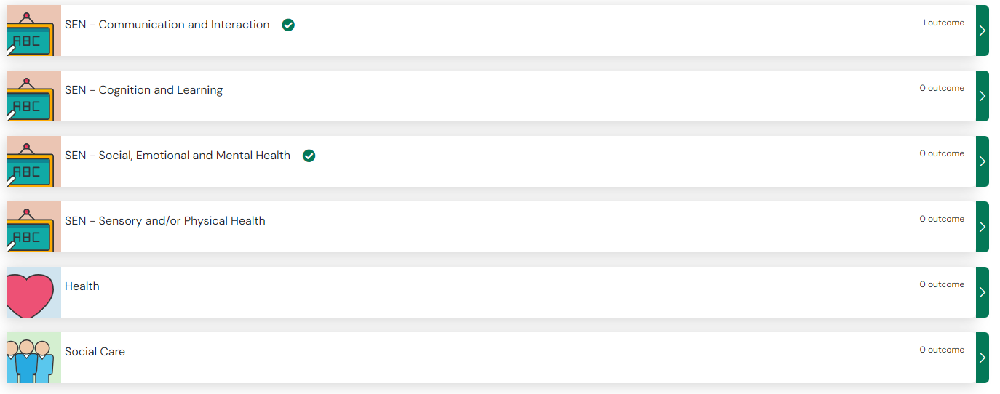 ABC
SEN - Communication and Interaction
1 outcome
ABC
SEN - Cognition and Learning
0 outcome
ABC
SEN - Social, Emotional and Mental Health
0 outcome
ABC
SEN - Sensory and/or Physical Health
0 outcome
Health
0 outcome
Social Care
0 outcome